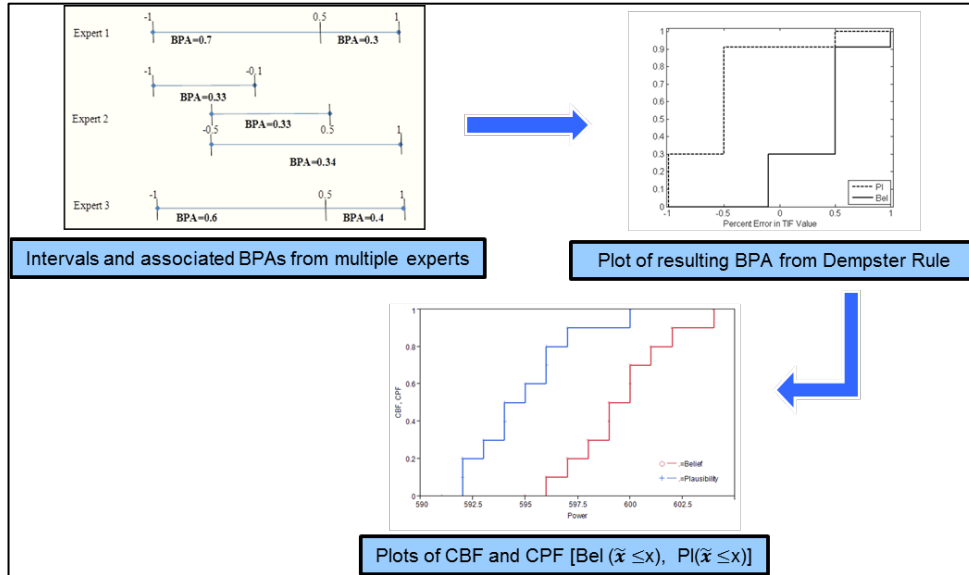 Expert 1
-1 0.5 1
BPA=0.7 BPA=0.3
-1 -0.1
BPA=0.33
Expert 2
BPA=0.33
-0.5 0.5 1
BPA=0.34
Expert 3
-1 0.5 1
BPA=0.6 BPA=0.4
Intervals and associated BPAs from multiple experts
1
0.9
0.8
0.7
0.6
0.5
0.4
0.3
0.2
0.1
0
-1 -0.5 0 0.5 1
Percent Error in TIF Value
Pl
Bel
Plot of resulting BPA from Dempster Rule
1
0.8
0.6
0.4
0.2
0
CBF, CPF
590 592.5 595 597.5 600 602.5
Power
.=Belief
.=Plausibility
Plots of CBF and CPF [Bel (x̃ ≤x), Pl(x̃ ≤x)]